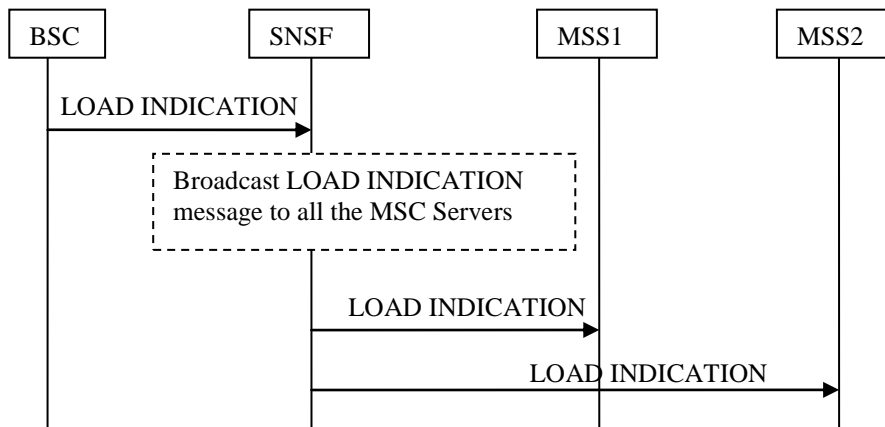 BSC
SNSF
MSS1
MSS2
LOAD INDICATION
Broadcast LOAD INDICATION
message to all the MSC Servers
LOAD INDICATION
LOAD INDICATION